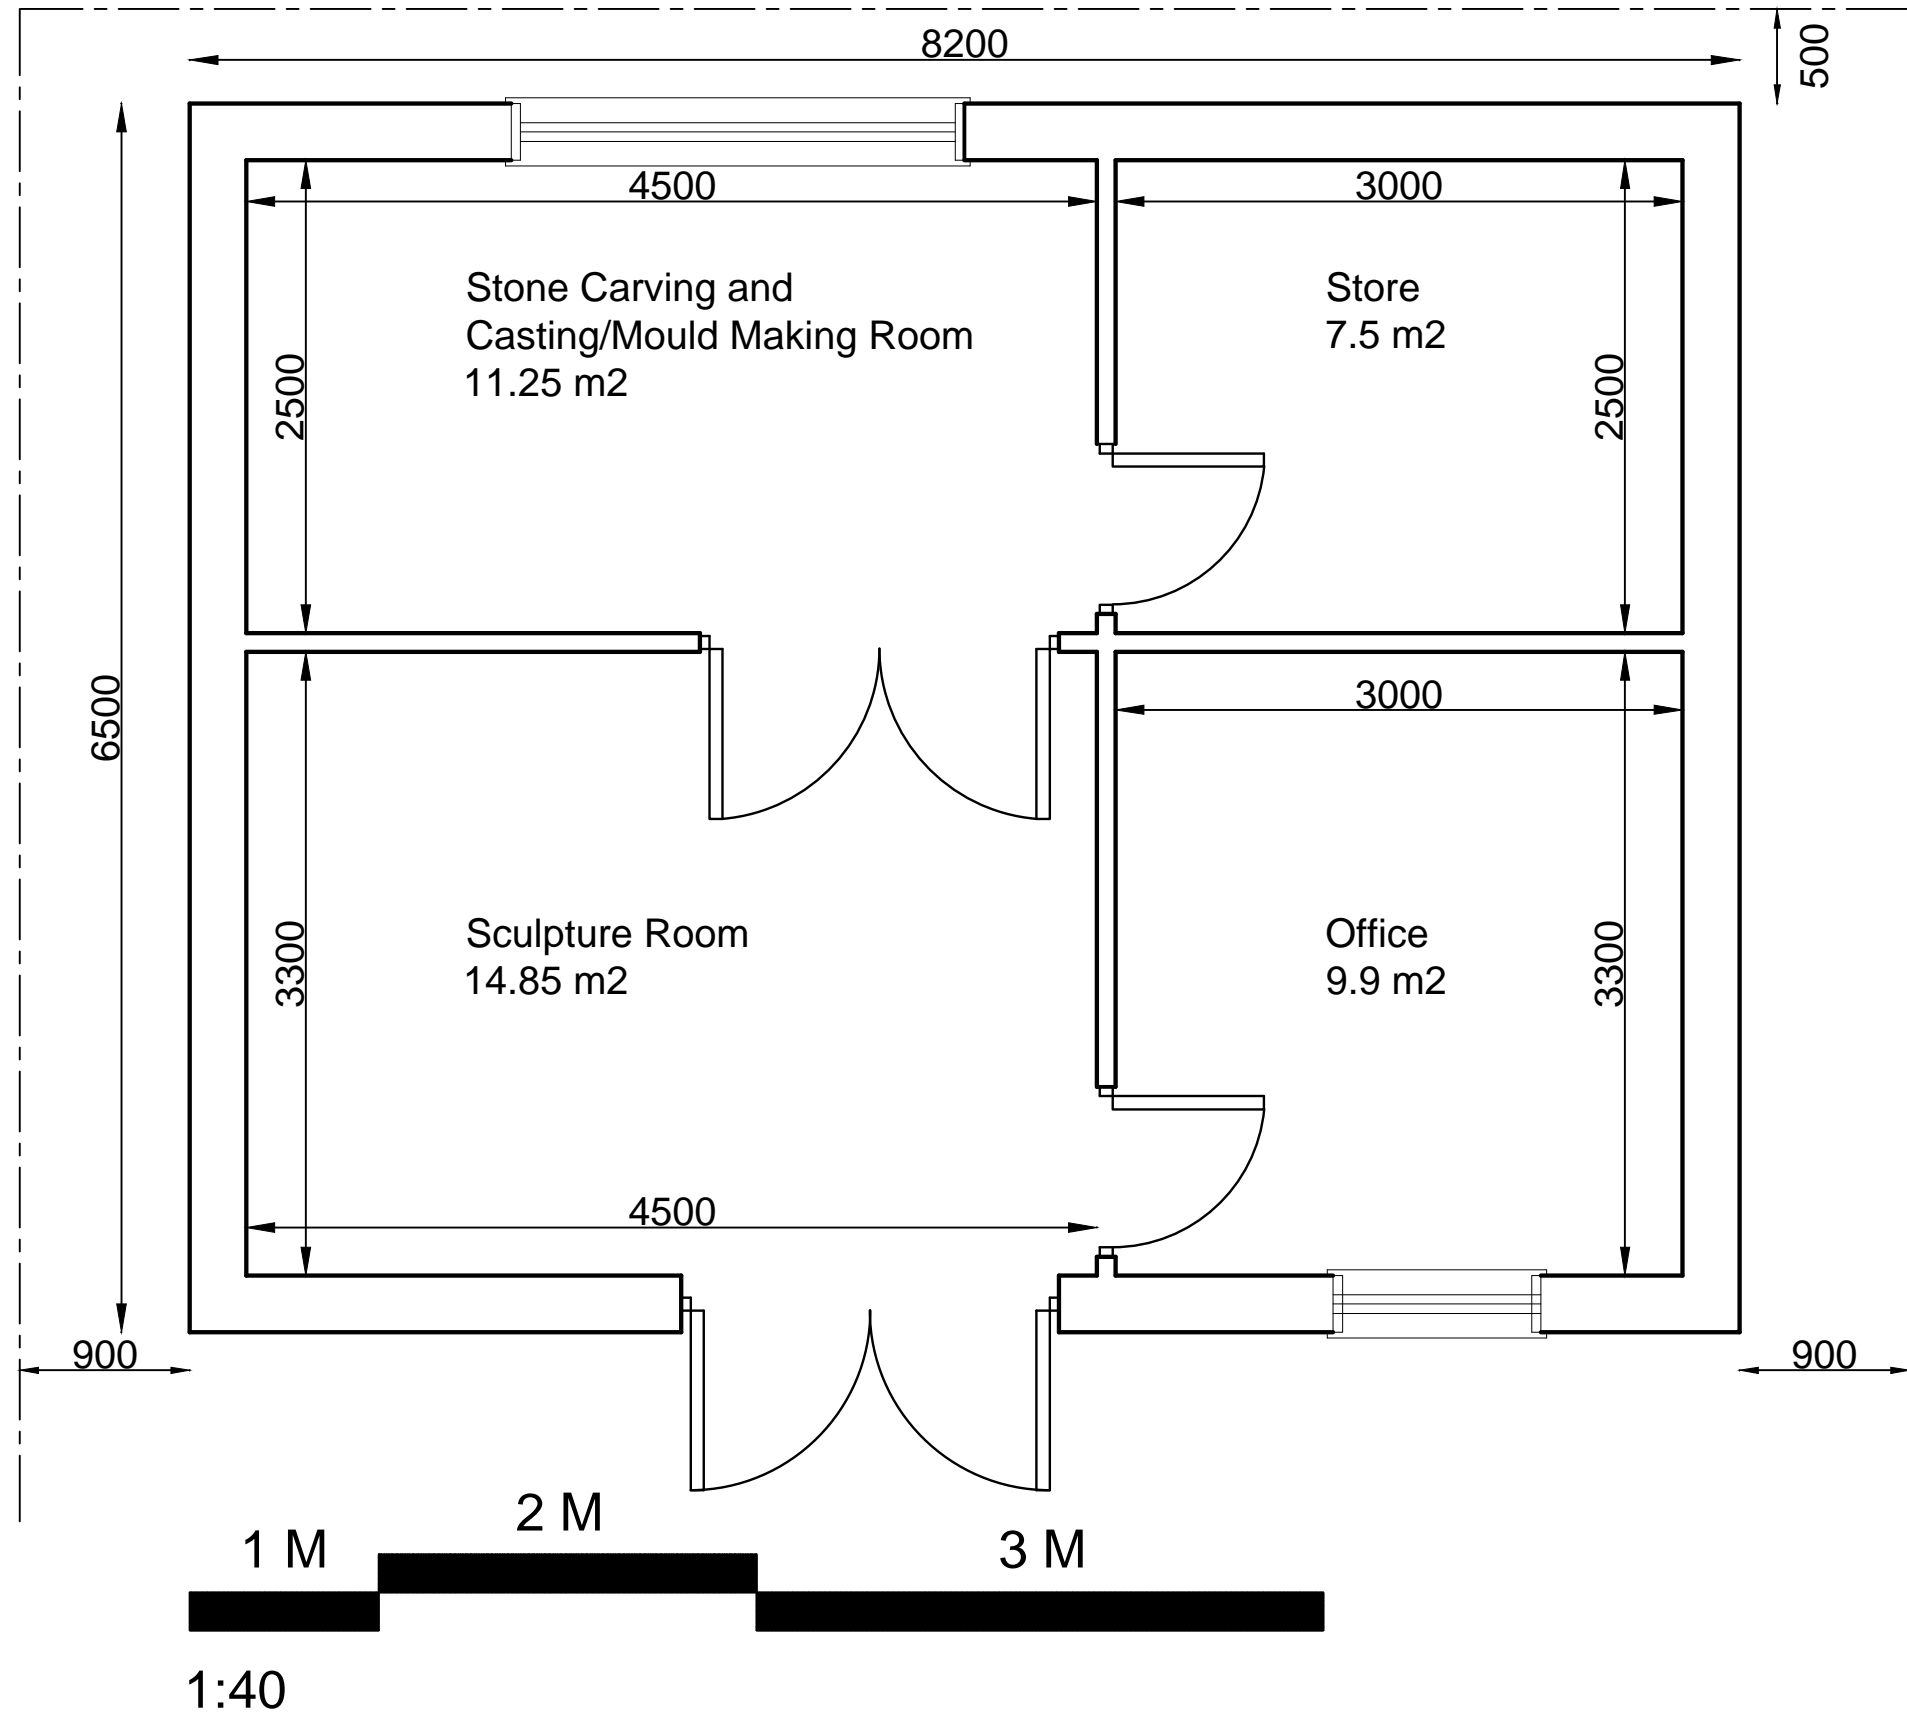 8200
500
4500
3000
Stone Carving and
Casting/Mould Making Room
11.25 m2
Store
7.5 m2
2500
2500
6500
3000
Sculpture Room
14.85 m2
Office
9.9 m2
3300
3300
4500
900
900
1 M
2 M
3 M
1:40